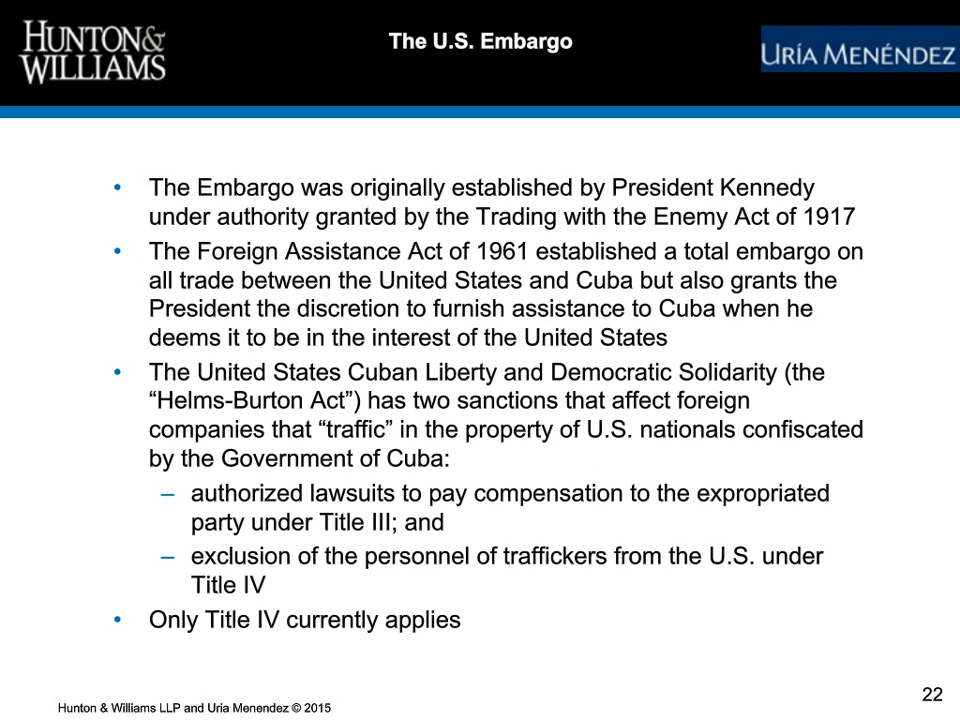 HUNTON&
WILLIAMS
The U.S. Embargo
URÍA MENÉNDEZ
• The Embargo was originally established by President Kennedy
under authority granted by the Trading with the Enemy Act of 1917
• The Foreign Assistance Act of 1961 established a total embargo on
all trade between the United States and Cuba but also grants the
President the discretion to furnish assistance to Cuba when he
deems it to be in the interest of the United States
• The United States Cuban Liberty and Democratic Solidarity (the
“Helms-Burton Act”) has two sanctions that affect foreign
companies that “traffic” in the property of U.S. nationals confiscated
by the Government of Cuba:
– authorized lawsuits to pay compensation to the expropriated
party under Title III; and
– exclusion of the personnel of traffickers from the U.S. under
Title IV
• Only Title IV currently applies
22
Hunton & Williams LLP and Uria Menendez © 2015